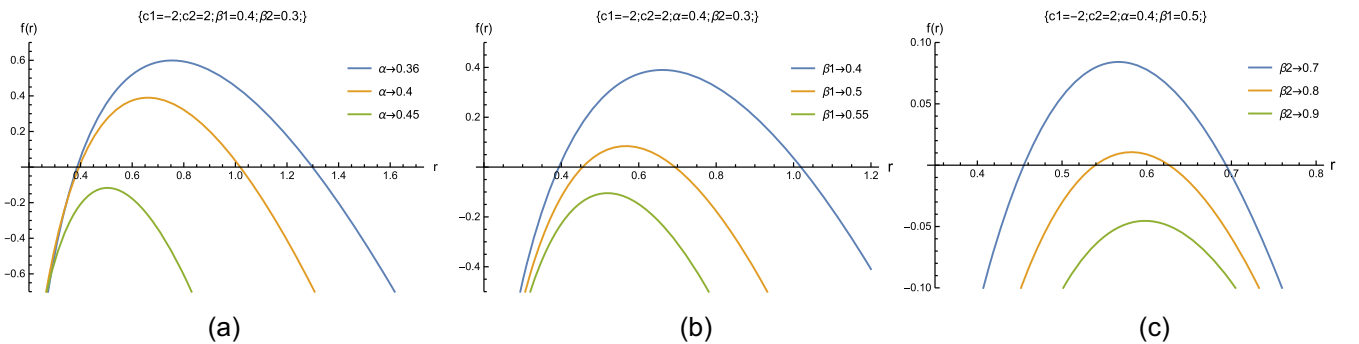 {c1=-2;c2=2;β1=0.4;β2=0.3;}
f(r)
0.6
0.4
0.2
-0.2
-0.4
-0.6
0.4
0.6
0.8
1.0
1.2
1.4
1.6
r
α→0.36
α→0.4
α→0.45
(a)
{c1=-2;c2=2;α=0.4;β2=0.3;}
f(r)
0.4
0.2
-0.2
-0.4
0.4
0.6
0.8
1.0
1.2
r
β1→0.4
β1→0.5
β1→0.55
(b)
{c1=-2;c2=2;α=0.4;β1=0.5;}
f(r)
0.10
0.05
-0.05
-0.10
0.4
0.5
0.6
0.7
0.8
r
β2→0.7
β2→0.8
β2→0.9
(c)